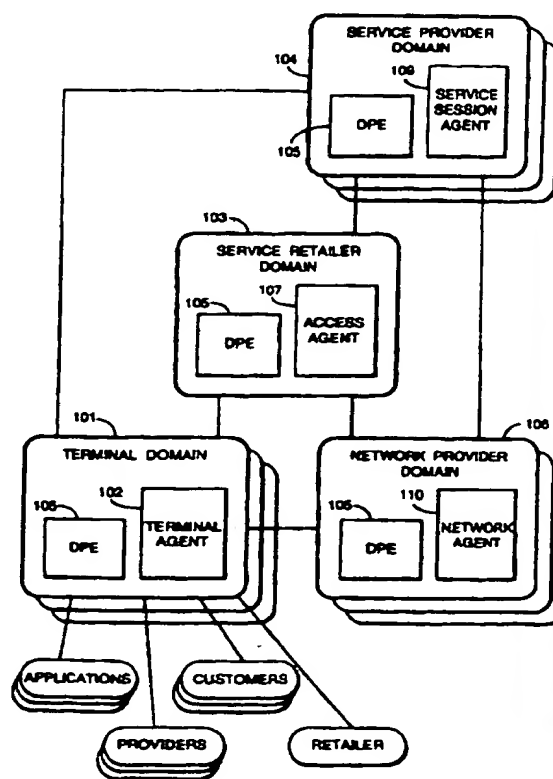 SERVICE PROVIDER
DOMAIN
104
109
SERVICE
SESSION
AGENT
DPE
105
103
SERVICE RETAILER
DOMAIN
107
105
ACCESS
AGENT
DPE
101
106
TERMINAL DOMAIN
NETWORK PROVIDER
DOMAIN
102
105
TERMINAL
AGENT
DPE
110
105
NETWORK
AGENT
DPE
APPLICATIONS
CUSTOMERS
PROVIDERS
RETAILER